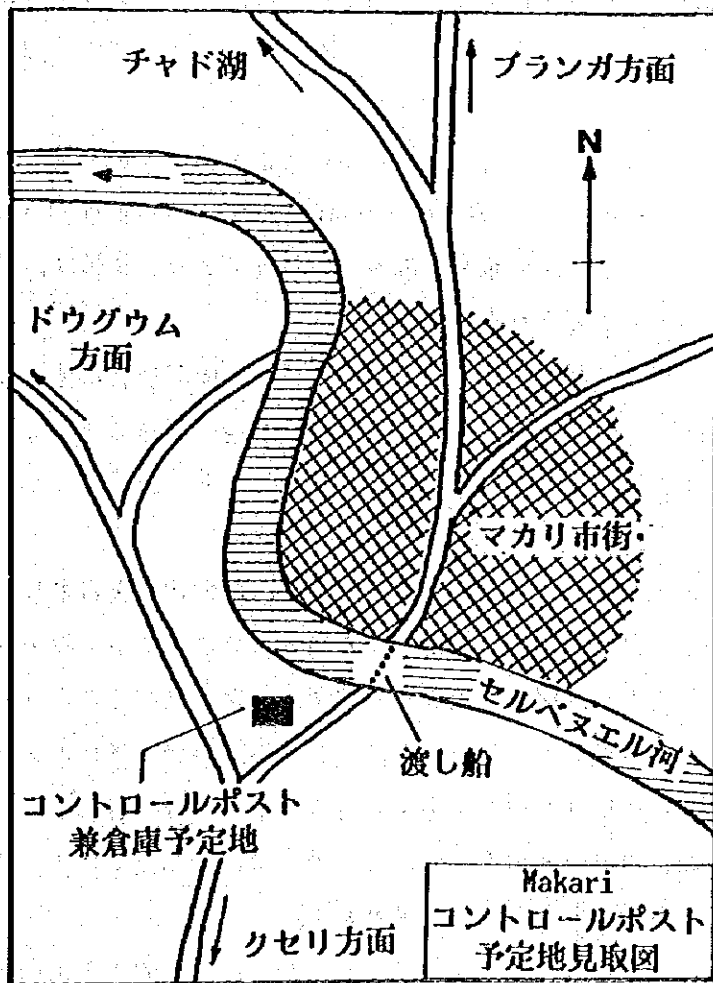 チャド湖
ブランガ方面
N
ドウグウム
方面
マカリ市街
セルベヌエル河
渡し船
コントロールポスト
兼倉庫予定地
クセリ方面
Makari
コントロールポスト
予定地見取図